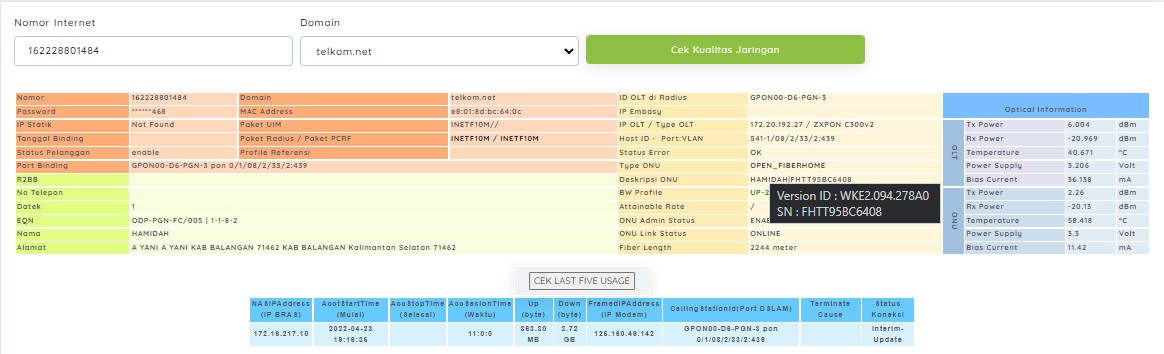 Nomor Internet Domain
162228801484 telkom.net Cek Kualitas Jaringan
Nomor 162228801484 Domain telkom.net ID OLT di Radius GPON00-D6-PGN-3 Optical Information
Password ******468 MAC Address e8:01:8d:bc:64:0c IP Embasy
IP Statik Not Found Paket UIM INETF10M// IP OLT / Type OLT 172.20.192.27 / ZXPON C300v2 OLT Tx Power 6.004 dBm
Tanggal Binding Paket Radius / Paket PCRF INETF10M / INETF10M Host ID - Port:VLAN 541-1/08/2/33/2:439 Rx Power -20.969 dBm
Status Pelanggan enable Profile Referensi Status Error OK Temperature 40.671 °C
Port Binding GPON00-D6-PGN-3 pon 0/1/08/2/33/2:439 Type ONU OPEN_FIBERHOME Power Supply 3.206 Volt
R2BB Deskripsi ONU HAMIDAH|FHTT95BC6408 Bias Current 36.138 mA
No Telepon BW Profile UP-2 ONU Tx Power 2.26 dBm
Version ID : WKE2.094.278A0
SN : FHTT95BC6408
Datek 1 Attainable Rate / Rx Power -20.13 dBm
EQN ODP-PGN-FC/005 | 1-1-8-2 ONU Admin Status ENAB Temperature 58.418 °C
Nama HAMIDAH ONU Link Status ONLINE Power Supply 3.3 Volt
Alamat A YANI A YANI KAB BALANGAN 71462 KAB BALANGAN Kalimantan Selatan 71462 Fiber Length 2244 meter Bias Current 11.42 mA
CEK LAST FIVE USAGE
NASIPAddress AcctStartTime AcctStopTime AccSesionTime Up Down FramedIPAddress CallingStationId(Port DSLAM) Terminate Status
(IP BRAS) (Mulai) (Selesai) (Waktu) (byte) (byte) (IP Modem) Cause Koneksi
172.16.217.10 2022-04-23 11:0:0 363.30 2.72 125.160.49.142 GPON00-D6-PGN-3 pon Interim-
19:16:35 MB GB 0/1/08/2/33/2:439 Update